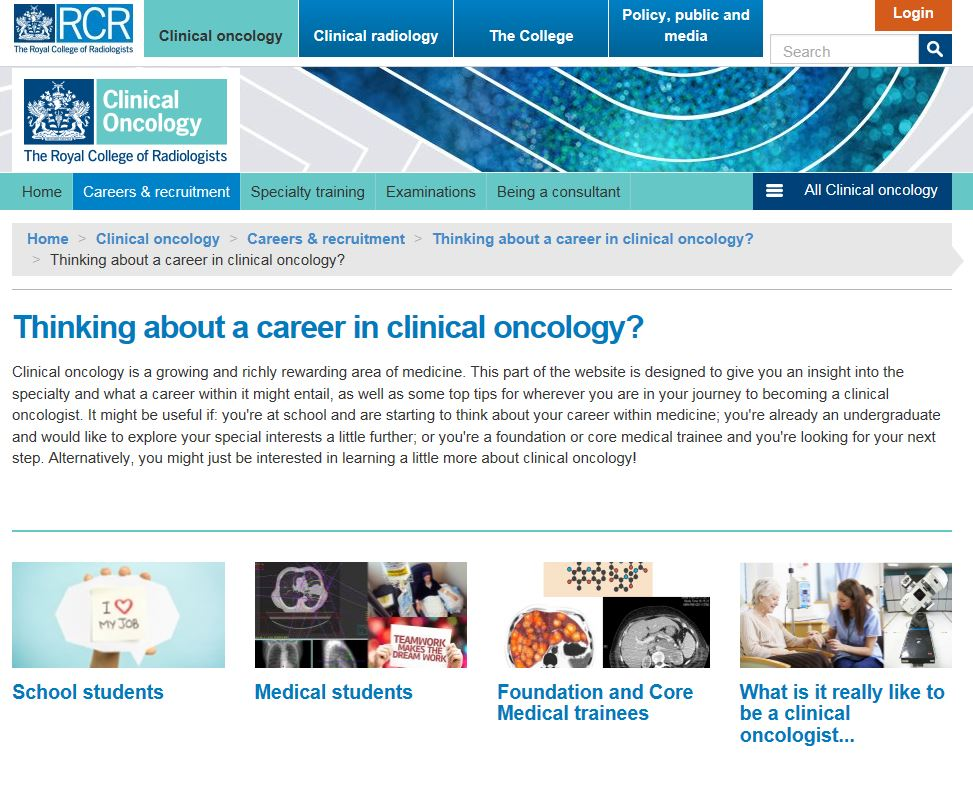 RCR
The Royal College of Radiologists
Clinical oncology
Clinical radiology
The College
Policy, public and
media
Login
Search
Clinical
Oncology
The Royal College of Radiologists
Home
Careers & recruitment
Specialty training
Examinations
Being a consultant
All Clinical oncology
Home > Clinical oncology > Careers & recruitment > Thinking about a career in clinical oncology?
> Thinking about a career in clinical oncology?
Thinking about a career in clinical oncology?
Clinical oncology is a growing and richly rewarding area of medicine. This part of the website is designed to give you an insight into the
specialty and what a career within it might entail, as well as some top tips for wherever you are in your journey to becoming a clinical
oncologist. It might be useful if: you're at school and are starting to think about your career within medicine; you're already an undergraduate
and would like to explore your special interests a little further; or you're a foundation or core medical trainee and you're looking for your next
step. Alternatively, you might just be interested in learning a little more about clinical oncology!
I ♥
MY JOB
TEAMWORK
MAKES THE
DREAM WORK
School students
Medical students
Foundation and Core
Medical trainees
What is it really like to
be a clinical
oncologist...